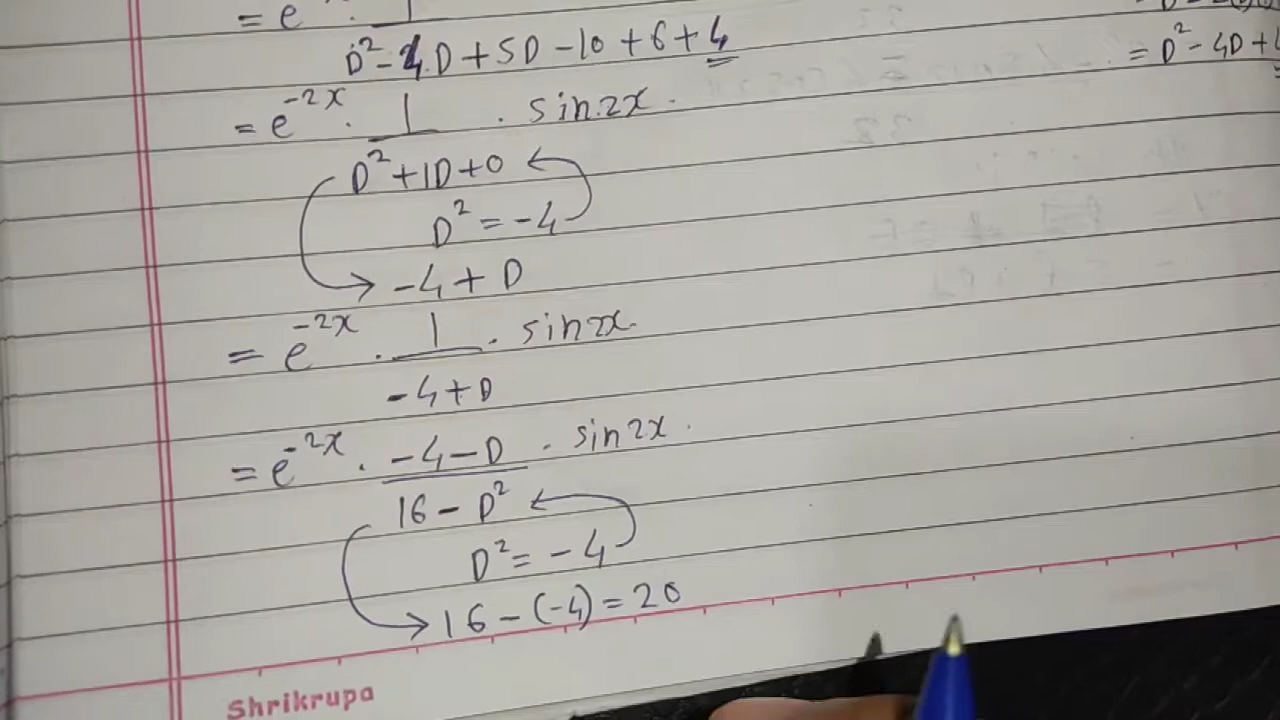 = e · 1
D² - 4D + 5D - 10 + 6 + 4
= D² - 4D +
= e^-2x · 1 · sin 2x.
D² + 1D + 0
D² = -4
-4 + D
= e^-2x · 1 · sin 2x.
-4 + D
= e^-2x · -4 - D · sin 2x.
16 - D²
D² = -4
16 - (-4) = 20
Shrikrupa